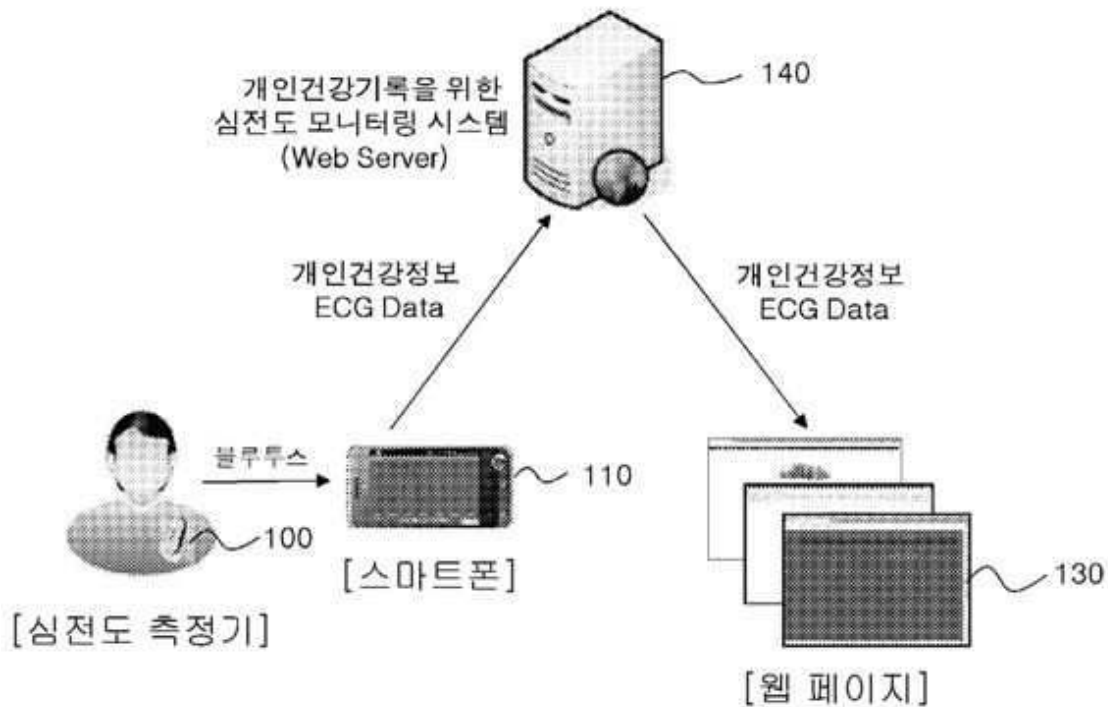 개인건강기록을 위한
심전도 모니터링 시스템
(Web Server)
140
개인건강정보
ECG Data
개인건강정보
ECG Data
블루투스
100
[심전도 측정기]
110
[스마트폰]
130
[웹 페이지]